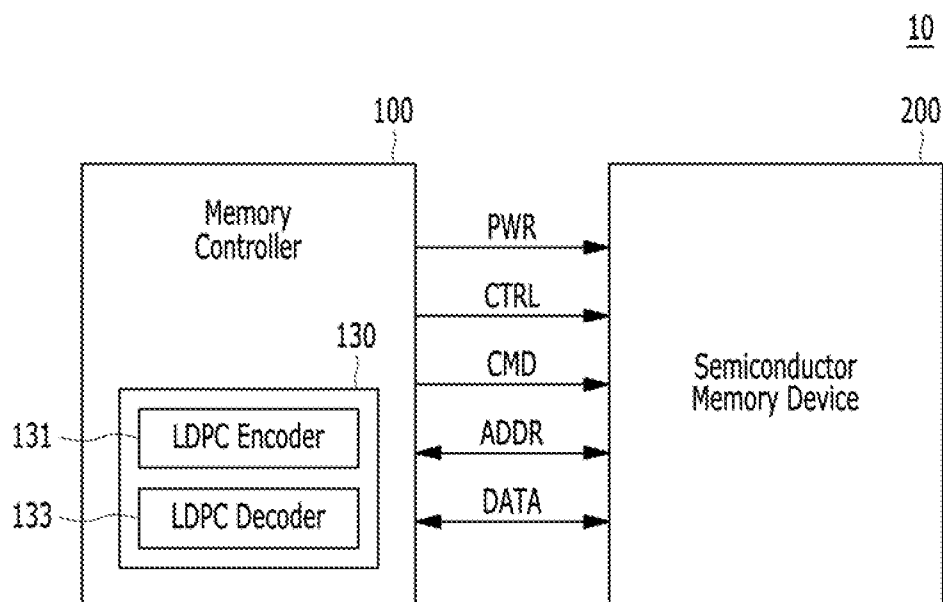 10
100
200
Memory
Controller
PWR
CTRL
130
CMD
Semiconductor
Memory Device
131
LDPC Encoder
ADDR
133
LDPC Decoder
DATA